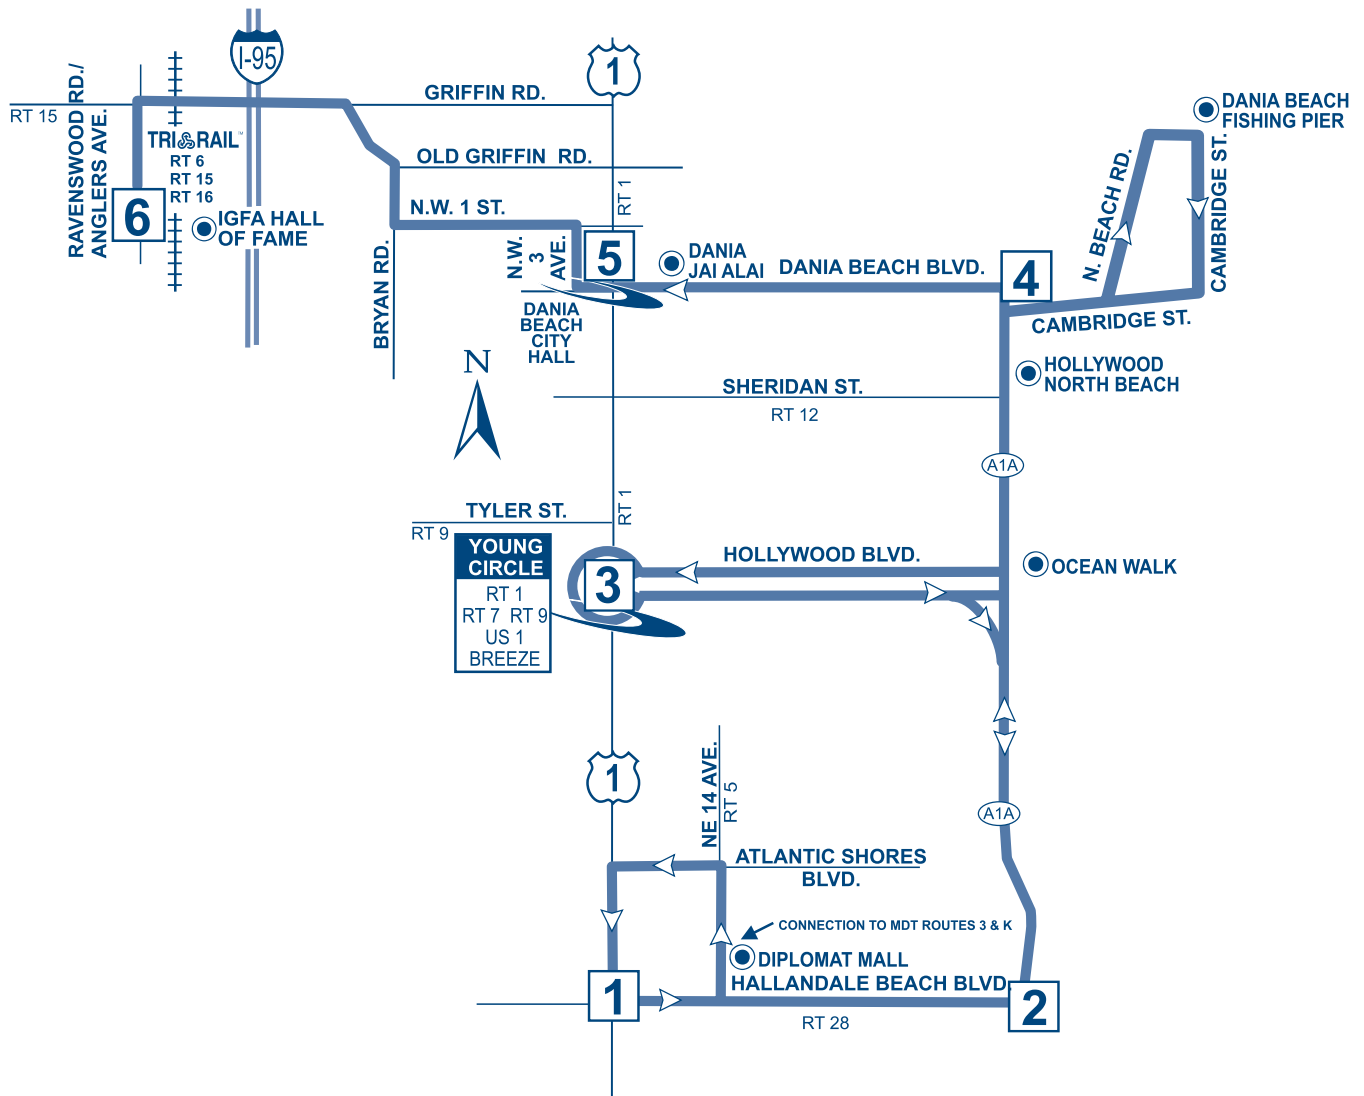 I-95
1
RAVENSWOOD RD./
ANGLERS AVE.
GRIFFIN RD.
RT 15
TRI RAIL™
RT 6
RT 15
RT 16
6
IGFA HALL
OF FAME
OLD GRIFFIN RD.
N.W. 1 ST.
BRYAN RD.
N.W.
3
AVE.
RT 1
5
DANIA
JAI ALAI
DANIA BEACH BLVD.
4
N. BEACH RD.
CAMBRIDGE ST.
DANIA BEACH
FISHING PIER
CAMBRIDGE ST.
DANIA
BEACH
CITY
HALL
N
HOLLYWOOD
NORTH BEACH
SHERIDAN ST.
RT 12
A1A
TYLER ST.
RT 9
RT 1
YOUNG
CIRCLE
RT 1
RT 7 RT 9
US 1
BREEZE
3
HOLLYWOOD BLVD.
OCEAN WALK
1
NE 14 AVE.
RT 5
A1A
ATLANTIC SHORES
BLVD.
CONNECTION TO MDT ROUTES 3 & K
DIPLOMAT MALL
HALLANDALE BEACH BLVD.
1
2
RT 28